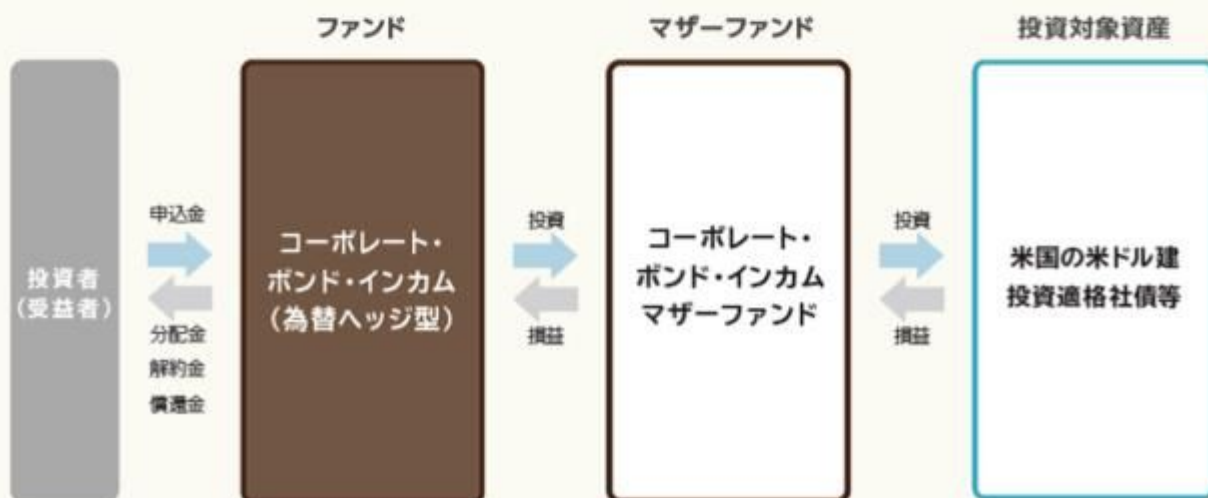 ファンド
マザーファンド
投資対象資産
投資者
(受益者)
申込金
分配金
解約金
償還金
コーポレート・
ボンド・インカム
(為替ヘッジ型)
投資
損益
コーポレート・
ボンド・インカム
マザーファンド
投資
損益
米国の米ドル建
投資適格社債等